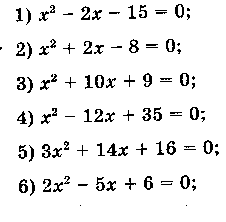 1) x² − 2x − 15 = 0;
2) x² + 2x − 8 = 0;
3) x² + 10x + 9 = 0;
4) x² − 12x + 35 = 0;
5) 3x² + 14x + 16 = 0;
6) 2x² − 5x + 6 = 0;